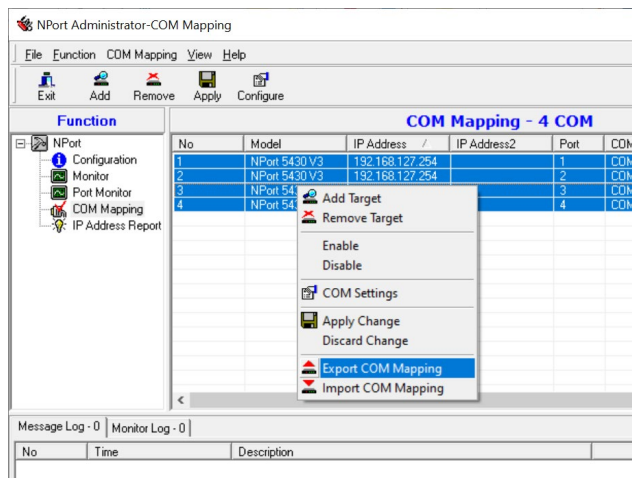 NPort Administrator-COM Mapping
File Function COM Mapping View Help
Exit Add Remove Apply Configure
Function
COM Mapping - 4 COM
NPort
Configuration
Monitor
Port Monitor
COM Mapping
IP Address Report
No Model IP Address / IP Address2 Port COM
1 NPort 5430 V3 192.168.127.254 1 COM
2 NPort 5430 V3 192.168.127.254 2 COM
3 NPort 543 3 COM
4 NPort 543 4 COM
Add Target
Remove Target
Enable
Disable
COM Settings
Apply Change
Discard Change
Export COM Mapping
Import COM Mapping
Message Log - 0 Monitor Log - 0
No Time Description